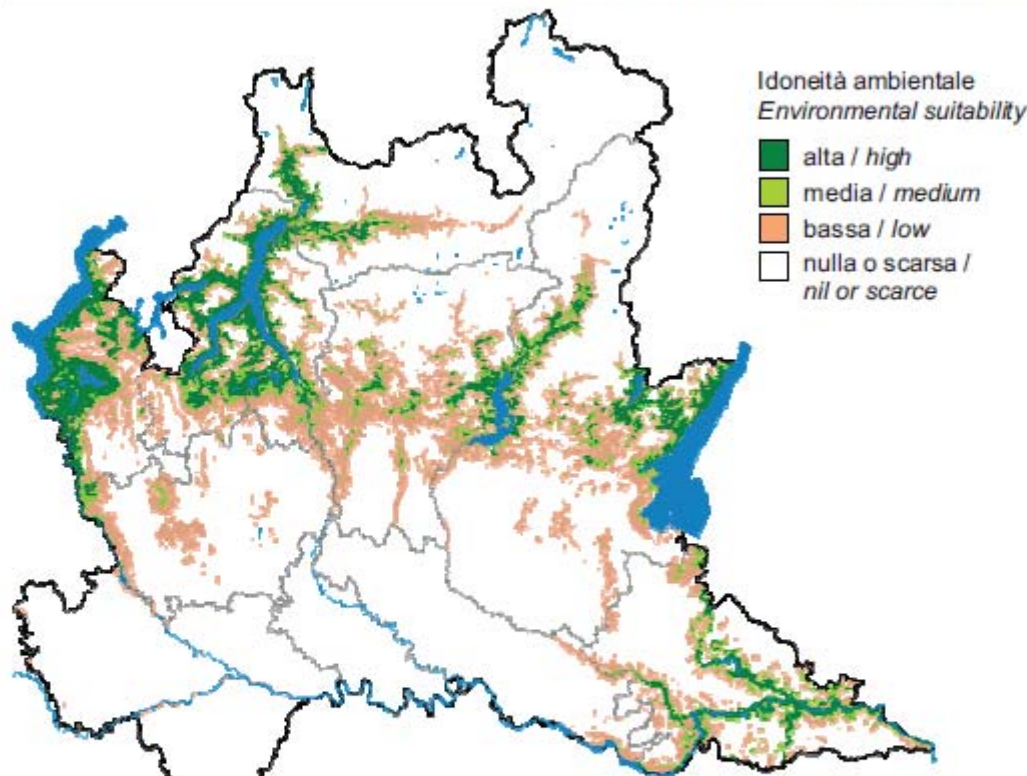 Idoneità ambientale
Environmental suitability
alta / high
media / medium
bassa / low
nulla o scarsa /
nil or scarce